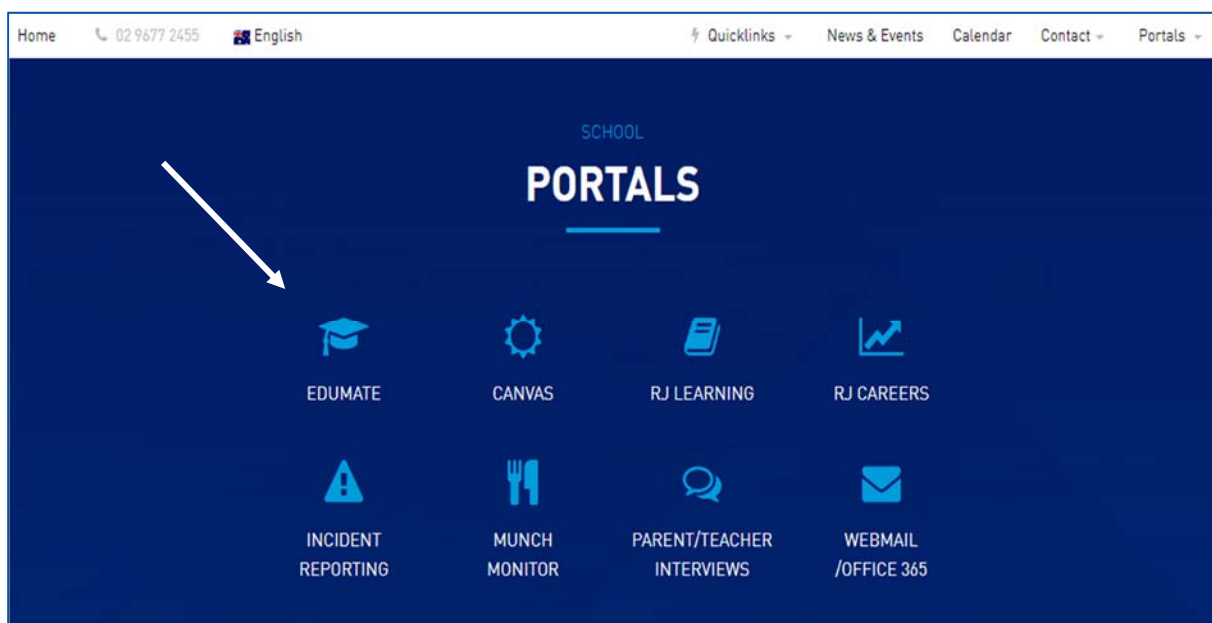 Home 02 9677 2455 English Quicklinks News & Events Calendar Contact Portals
SCHOOL
PORTALS
EDUMATE CANVAS RJ LEARNING RJ CAREERS
INCIDENT MUNCH PARENT/TEACHER WEBMAIL
REPORTING MONITOR INTERVIEWS /OFFICE 365